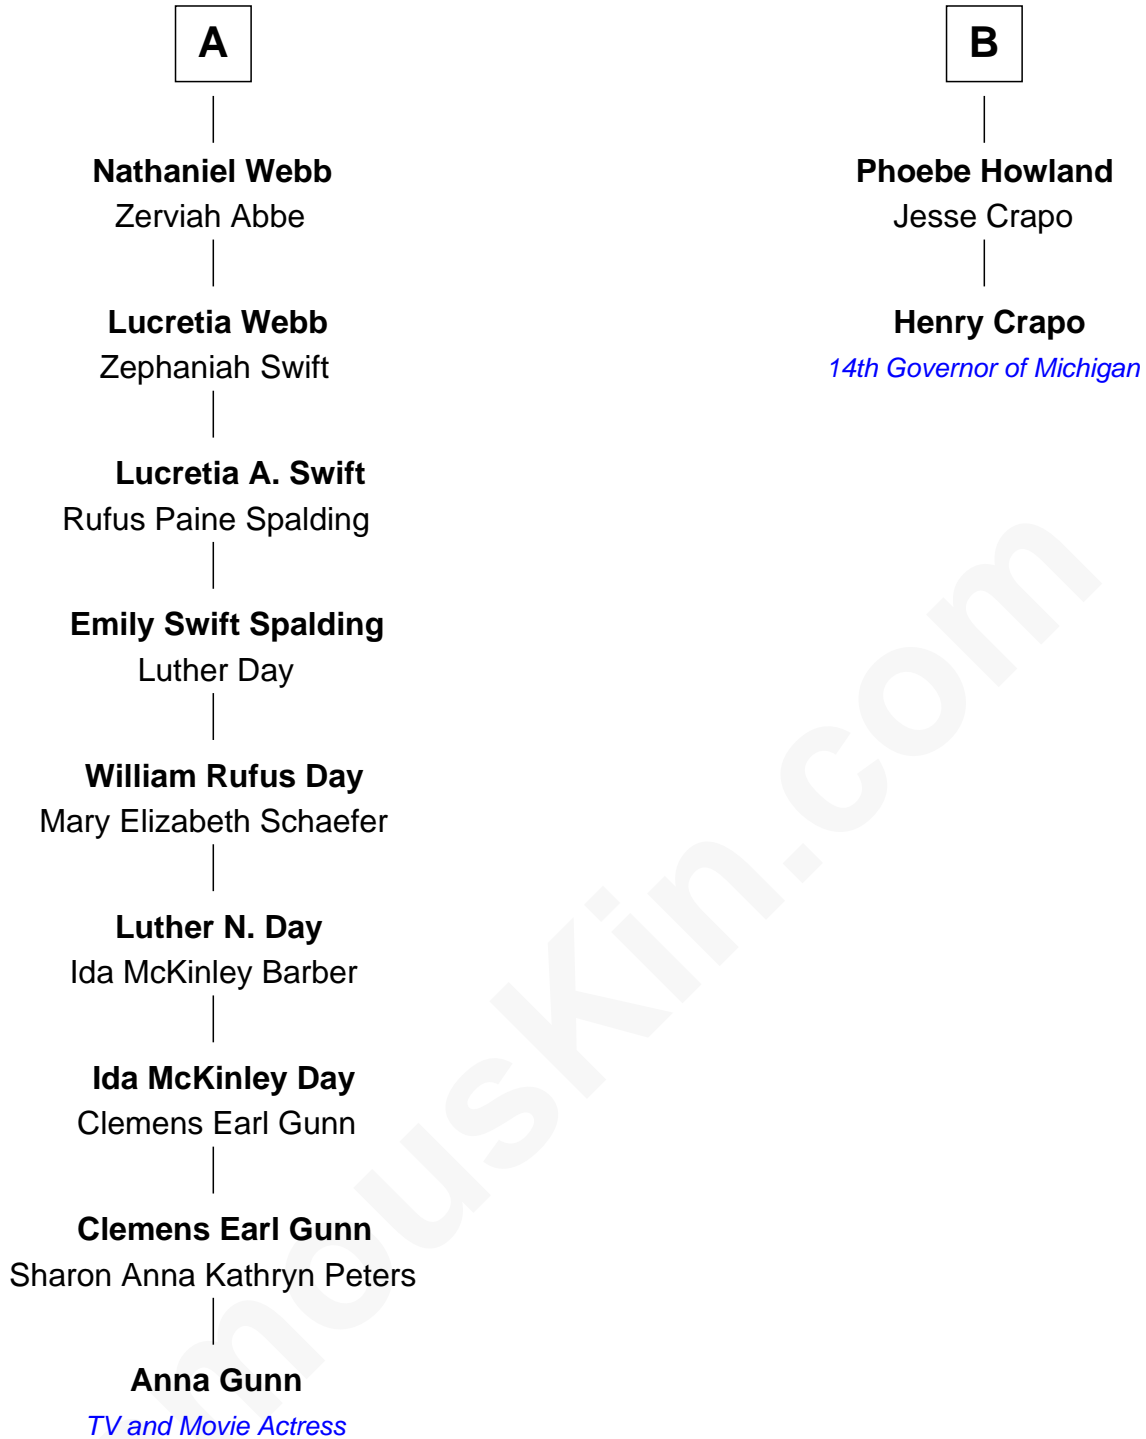 A
Nathaniel Webb
Zerviah Abbe
Lucretia Webb
Zephaniah Swift
Lucretia A. Swift
Rufus Paine Spalding
Emily Swift Spalding
Luther Day
William Rufus Day
Mary Elizabeth Schaefer
Luther N. Day
Ida McKinley Barber
Ida McKinley Day
Clemens Earl Gunn
Clemens Earl Gunn
Sharon Anna Kathryn Peters
Anna Gunn
TV and Movie Actress
B
Phoebe Howland
Jesse Crapo
Henry Crapo
14th Governor of Michigan
mouskin.com